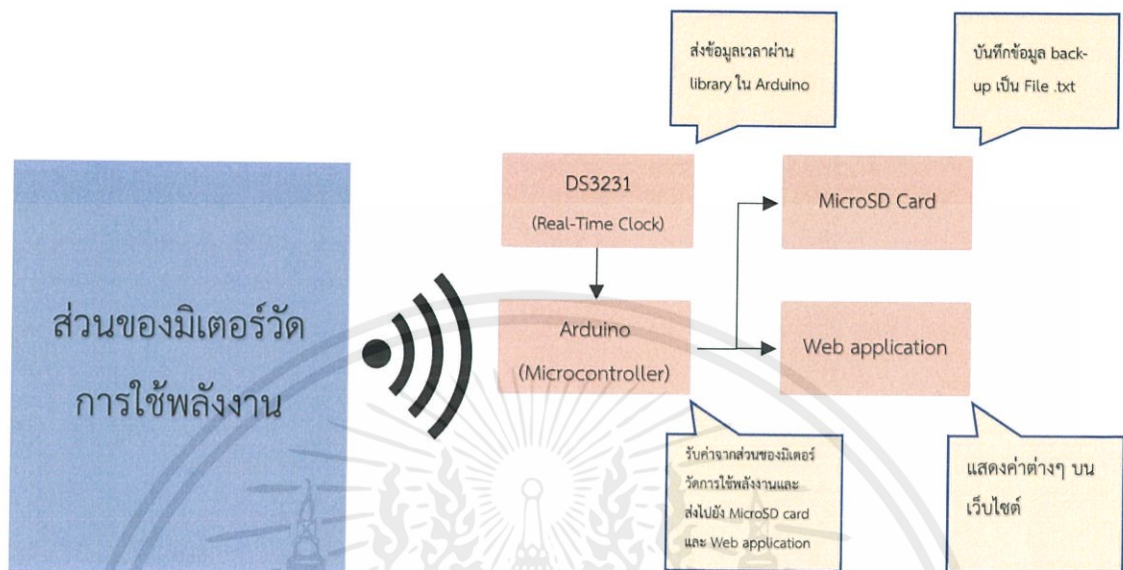 ส่งข้อมูลเวลาผ่าน
library ใน Arduino
บันทึกข้อมูล back-
up เป็น File .txt
DS3231
(Real-Time Clock)
MicroSD Card
ส่วนของมิเตอร์วัด
การใช้พลังงาน
Arduino
(Microcontroller)
Web application
รับค่าจากส่วนของมิเตอร์
วัดการใช้พลังงานและ
ส่งไปยัง MicroSD card
และ Web application
แสดงค่าต่างๆ บน
เว็บไซต์